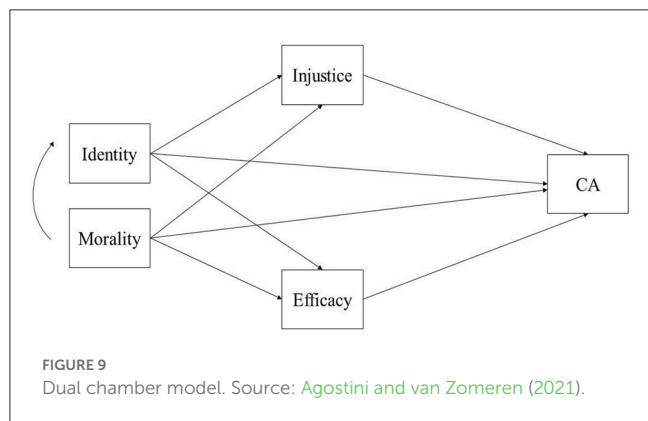 Injustice
Identity
CA
Morality
Efficacy
FIGURE 9
Dual chamber model. Source: Agostini and van Zomeren (2021).